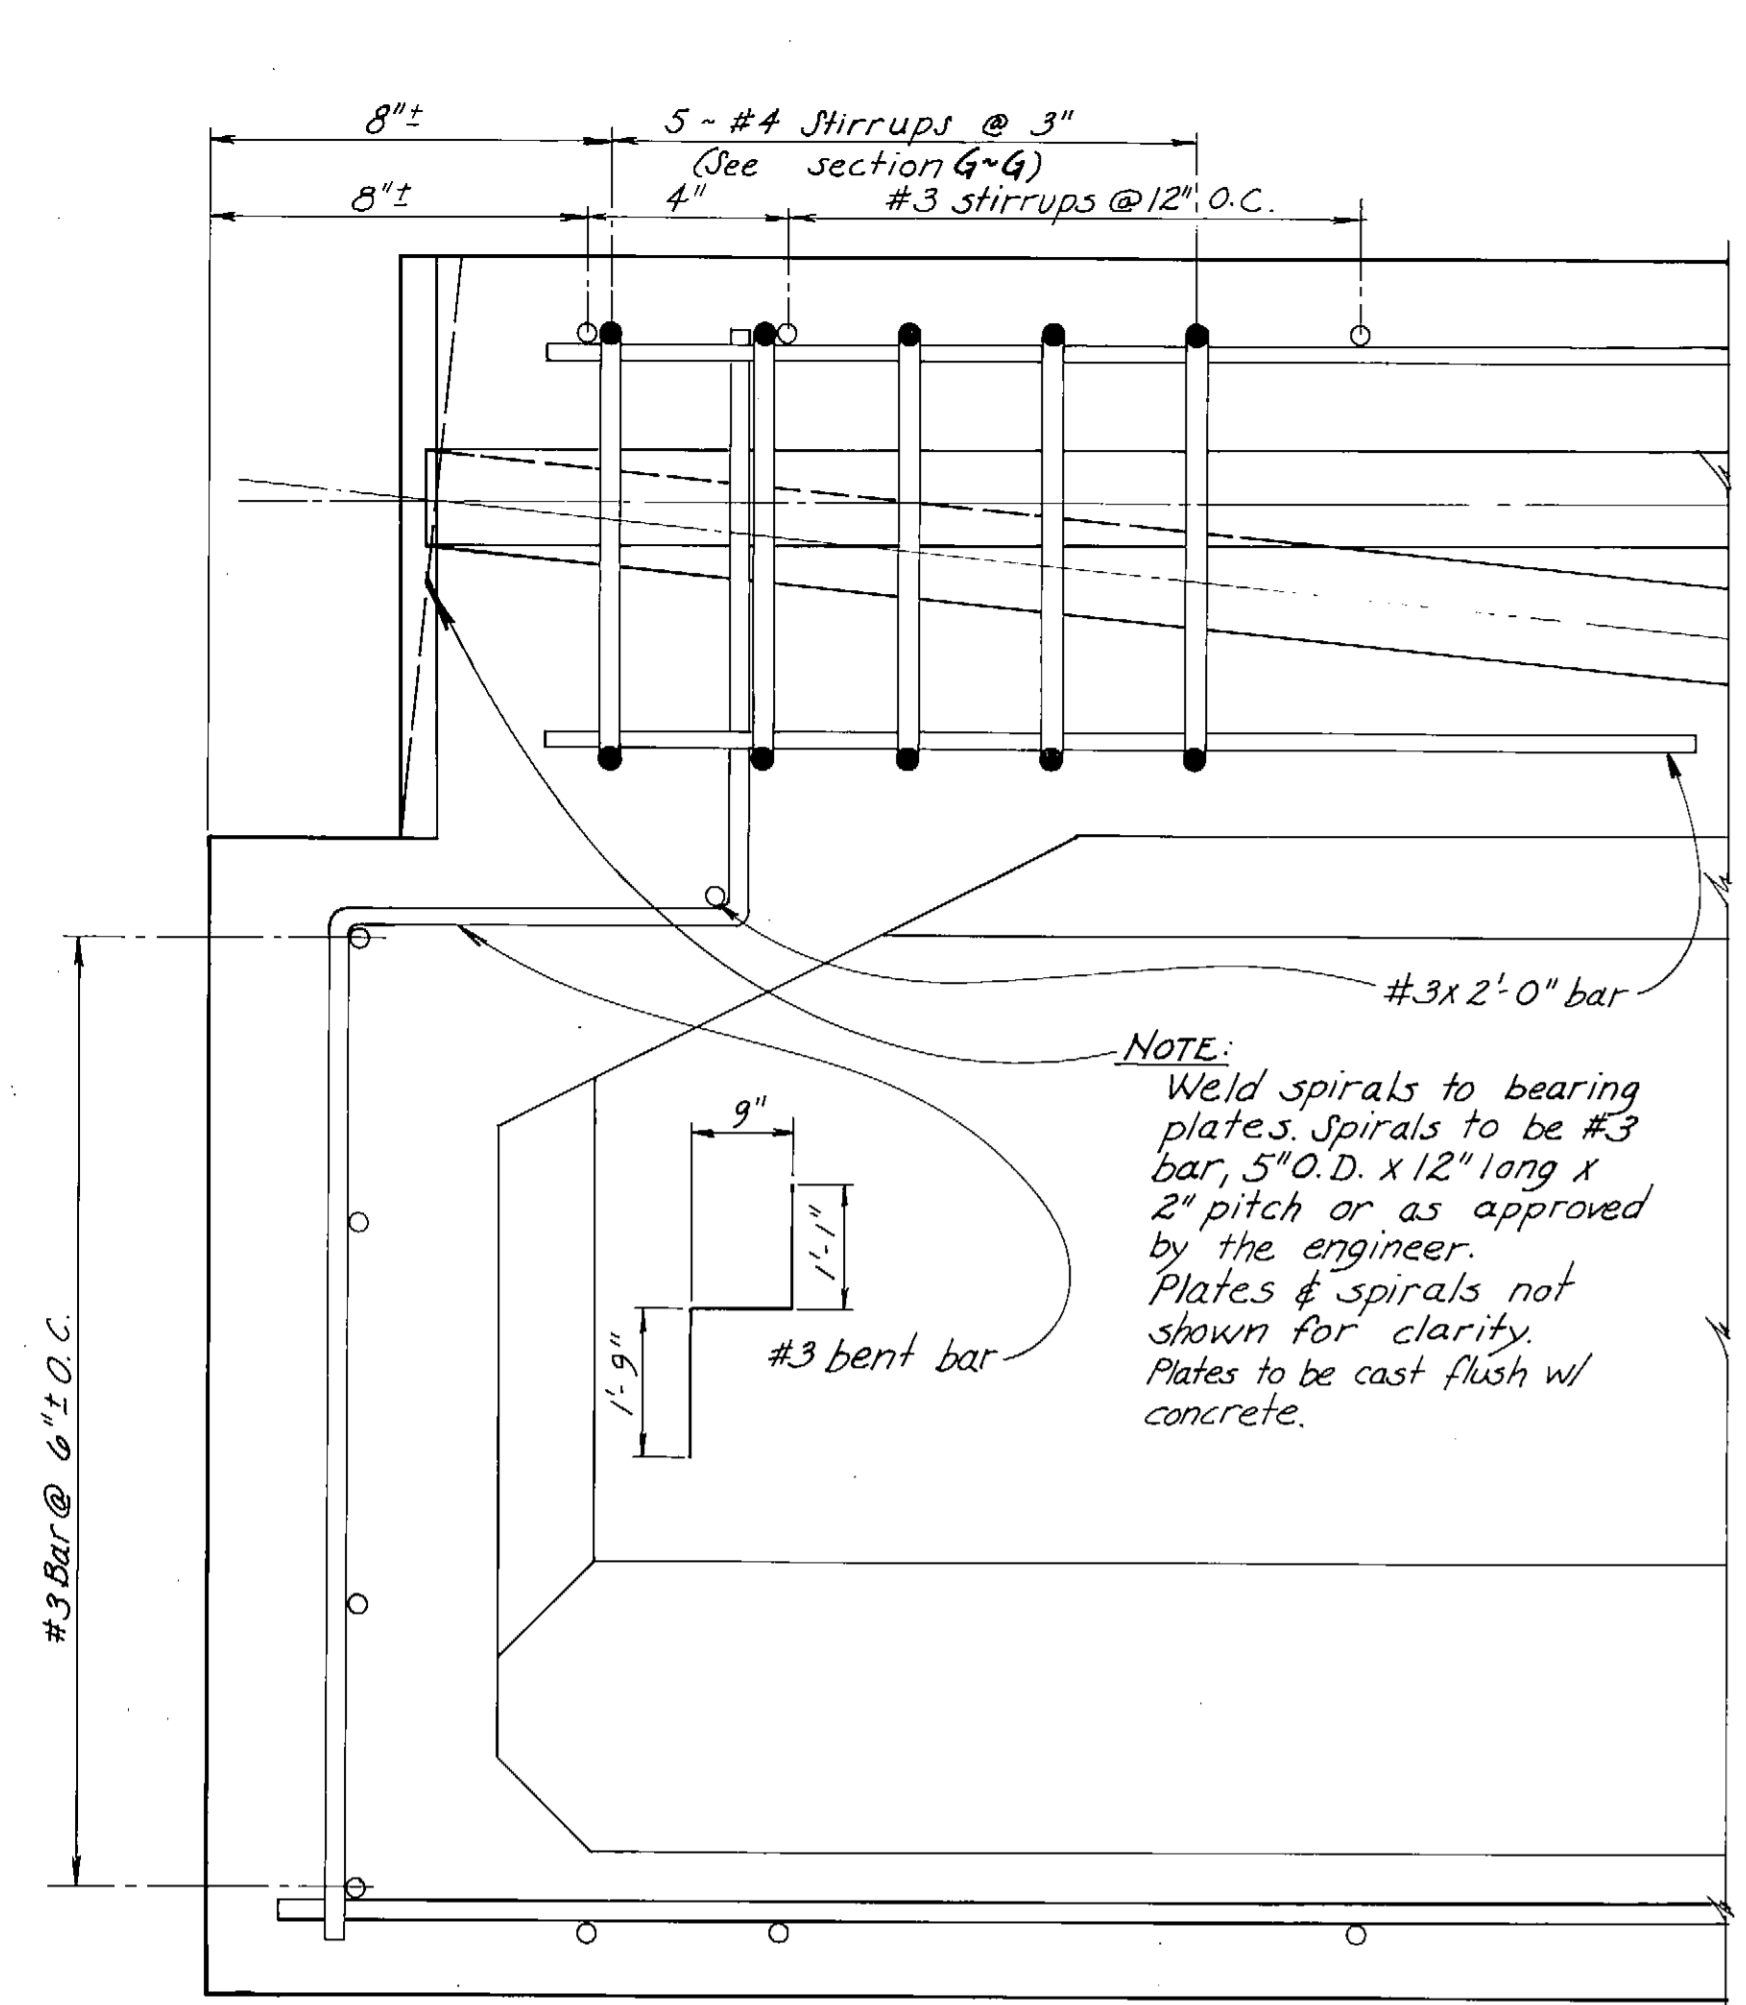 8"±
5 ~ #4 Stirrups @ 3"
(See section G~G)
8"±
4"
#3 stirrups @ 12" O.C.
#3 x 2'-0" bar
NOTE:
Weld spirals to bearing
plates. Spirals to be #3
bar, 5" O.D. x 12" long x
2" pitch or as approved
by the engineer.
Plates & spirals not
shown for clarity.
Plates to be cast flush w/
concrete.
9"
1'-1"
1'-9"
#3 bent bar
#3 Bar @ 6"± O.C.